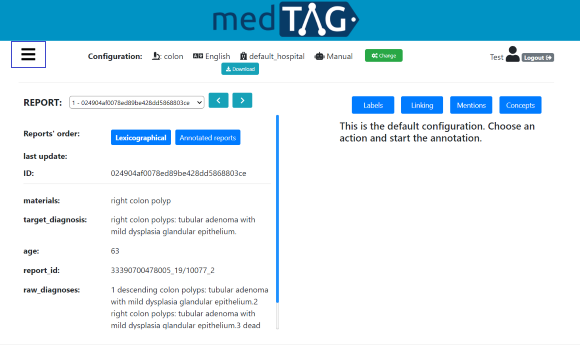 medTAG
Configuration: : colon English default_hospital Manual Change
Download
Test Logout
REPORT: 1 - 024904af0078ed89be428dd5868803ce
Labels Linking Mentions Concepts
This is the default configuration. Choose an
action and start the annotation.
Reports' order: Lexicographical Annotated reports
last update:
ID: 024904af0078ed89be428dd5868803ce
materials: right colon polyp
target_diagnosis: right colon polyps: tubular adenoma with
mild dysplasia glandular epithelium.
age: 63
report_id: 33390700478005_19/10077_2
raw_diagnoses: 1 descending colon polyps: tubular adenoma
with mild dysplasia glandular epithelium.2
right colon polyps: tubular adenoma with
mild dysplasia glandular epithelium.3 dead